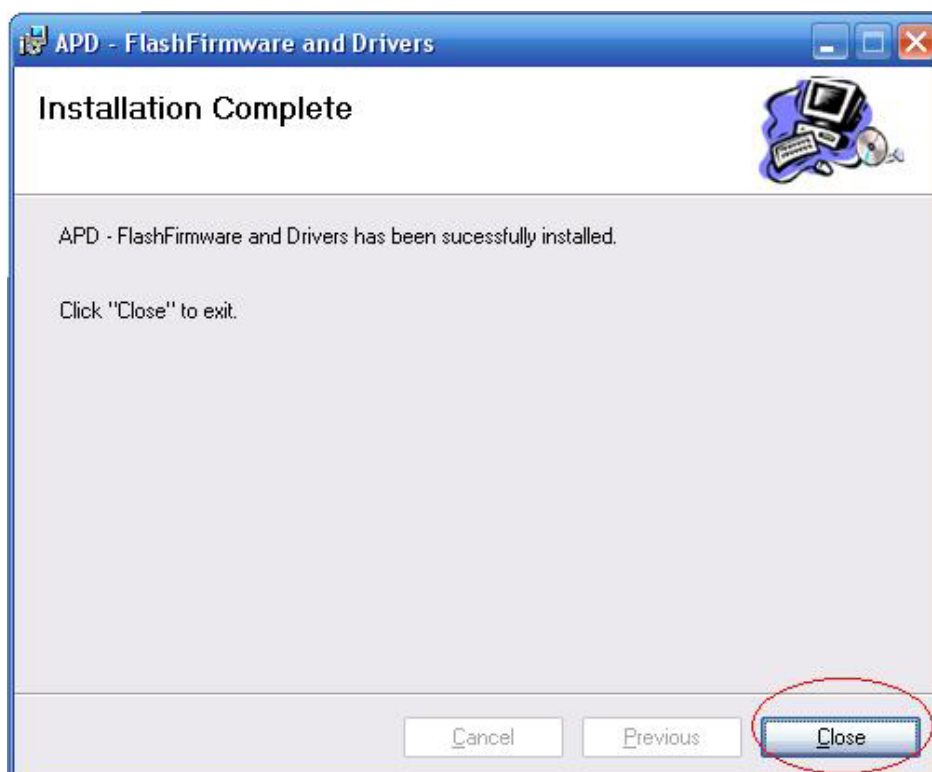 APD - FlashFirmware and Drivers
Installation Complete
APD - FlashFirmware and Drivers has been sucessfully installed.
Click "Close" to exit.
Cancel
Previous
Close